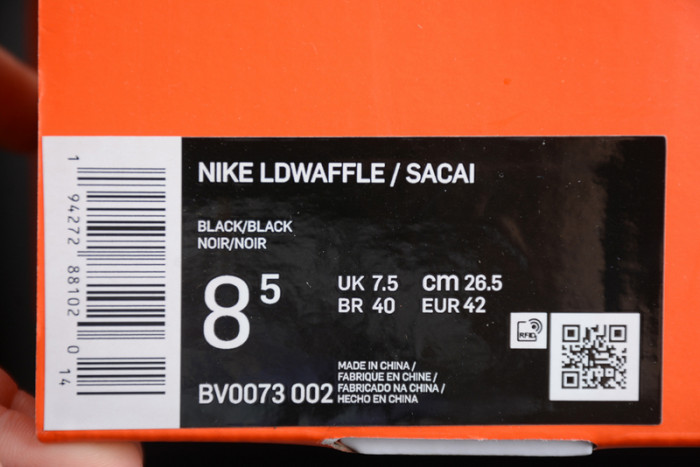 NIKE LDWAFFLE / SACAI
BLACK/BLACK
NOIR/NOIR
8 5
UK 7.5 cm 26.5
BR 40 EUR 42
RFID
BV0073 002
MADE IN CHINA /
FABRIQUE EN CHINE /
FABRICADO NA CHINA /
HECHO EN CHINA
1 94272 88102 0 14